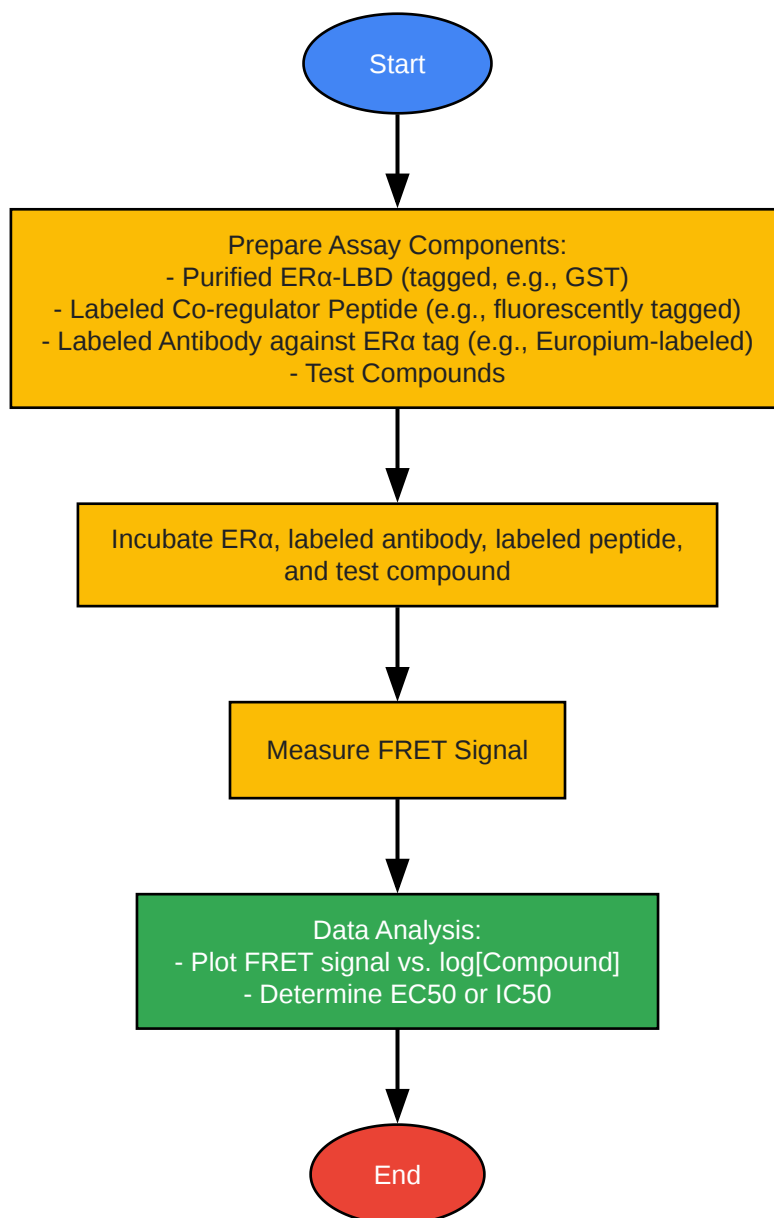 Start
Prepare Assay Components:
- Purified ERα-LBD (tagged, e.g., GST)
- Labeled Co-regulator Peptide (e.g., fluorescently tagged)
- Labeled Antibody against ERα tag (e.g., Europium-labeled)
- Test Compounds
Incubate ERα, labeled antibody, labeled peptide,
and test compound
Measure FRET Signal
Data Analysis:
- Plot FRET signal vs. log[Compound]
- Determine EC50 or IC50
End